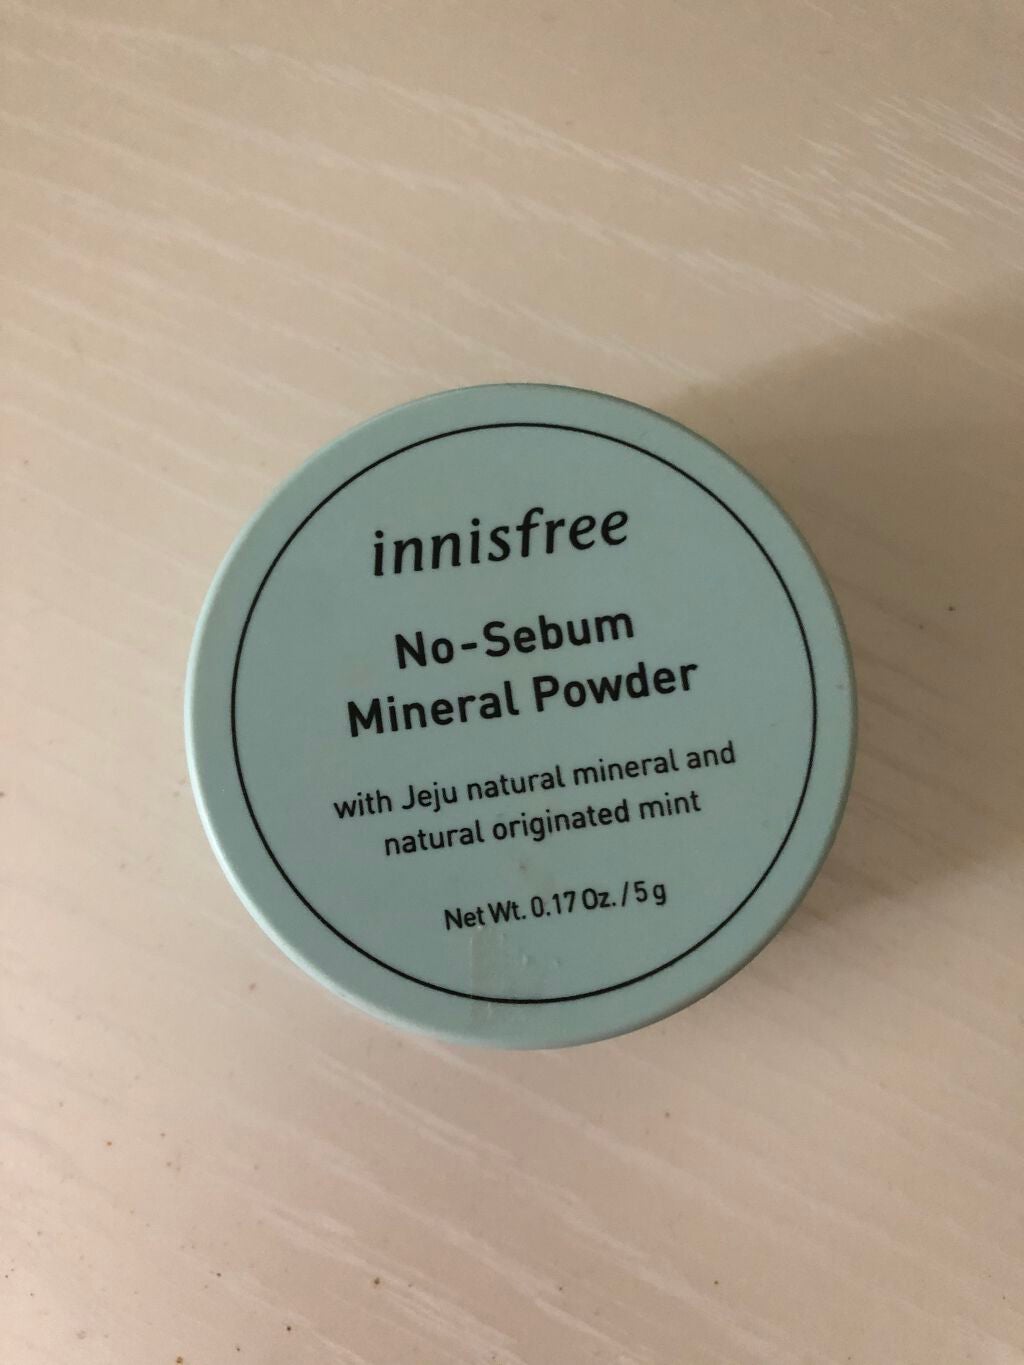 innisfree
No-Sebum
Mineral Powder
with Jeju natural mineral and
natural originated mint
Net Wt. 0.17 Oz. / 5 g